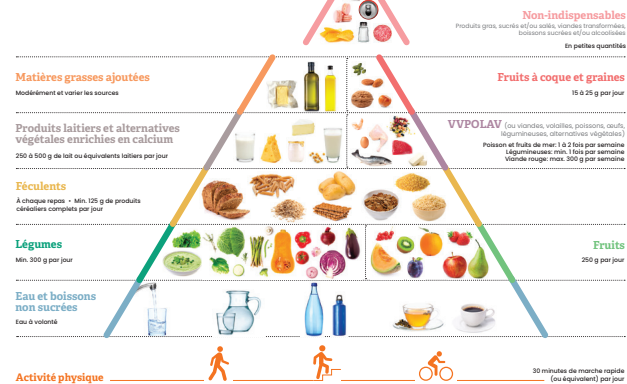 Non-indispensables
Produits gras, sucrés et/ou salés, viandes transformées,
boissons sucrées et/ou alcoolisées
En petites quantités
Matières grasses ajoutées
Modérément et varier les sources
Fruits à coque et graines
15 à 25 g par jour
Produits laitiers et alternatives
végétales enrichies en calcium
250 à 500 g de lait ou équivalents laitiers par jour
VVPOLAV (ou viandes, volailles, poissons, œufs,
légumineuses, alternatives végétales)
Poisson et fruits de mer: 1 à 2 fois par semaine
Légumineuses: min. 1 fois par semaine
Viande rouge: max. 300 g par semaine
Féculents
À chaque repas • Min. 125 g de produits
céréaliers complets par jour
Légumes
Min. 300 g par jour
Fruits
250 g par jour
Eau et boissons
non sucrées
Eau à volonté
Activité physique
30 minutes de marche rapide
(ou équivalent) par jour